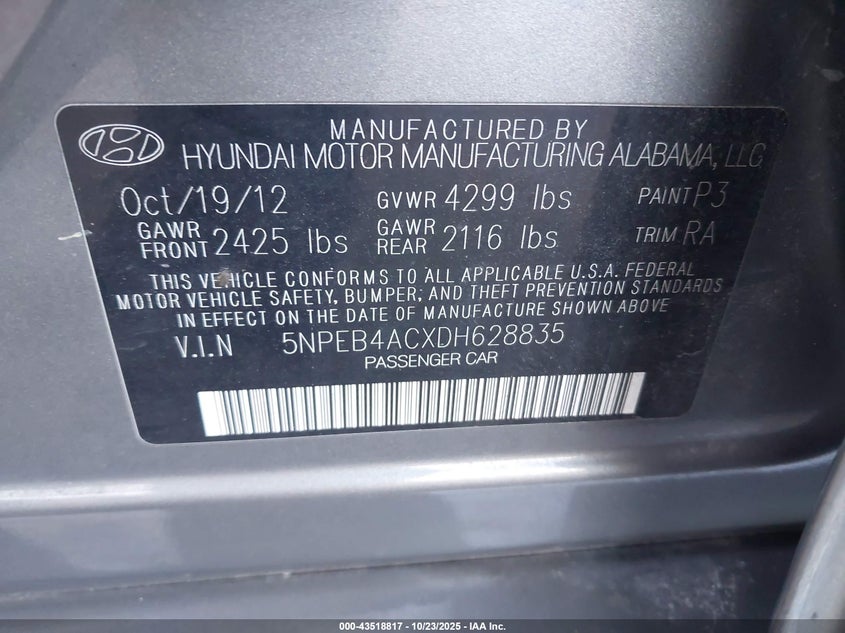 MANUFACTURED BY
HYUNDAI MOTOR MANUFACTURING ALABAMA, LLC
Oct/19/12 GVWR 4299 lbs PAINT P3
GAWR FRONT 2425 lbs GAWR REAR 2116 lbs TRIM RA
THIS VEHICLE CONFORMS TO ALL APPLICABLE U.S.A. FEDERAL
MOTOR VEHICLE SAFETY, BUMPER, AND THEFT PREVENTION STANDARDS
IN EFFECT ON THE DATE OF MANUFACTURE SHOWN ABOVE
V.I.N 5NPEB4ACXDH628835
PASSENGER CAR
000-43518817 - 10/23/2025 - IAA Inc.